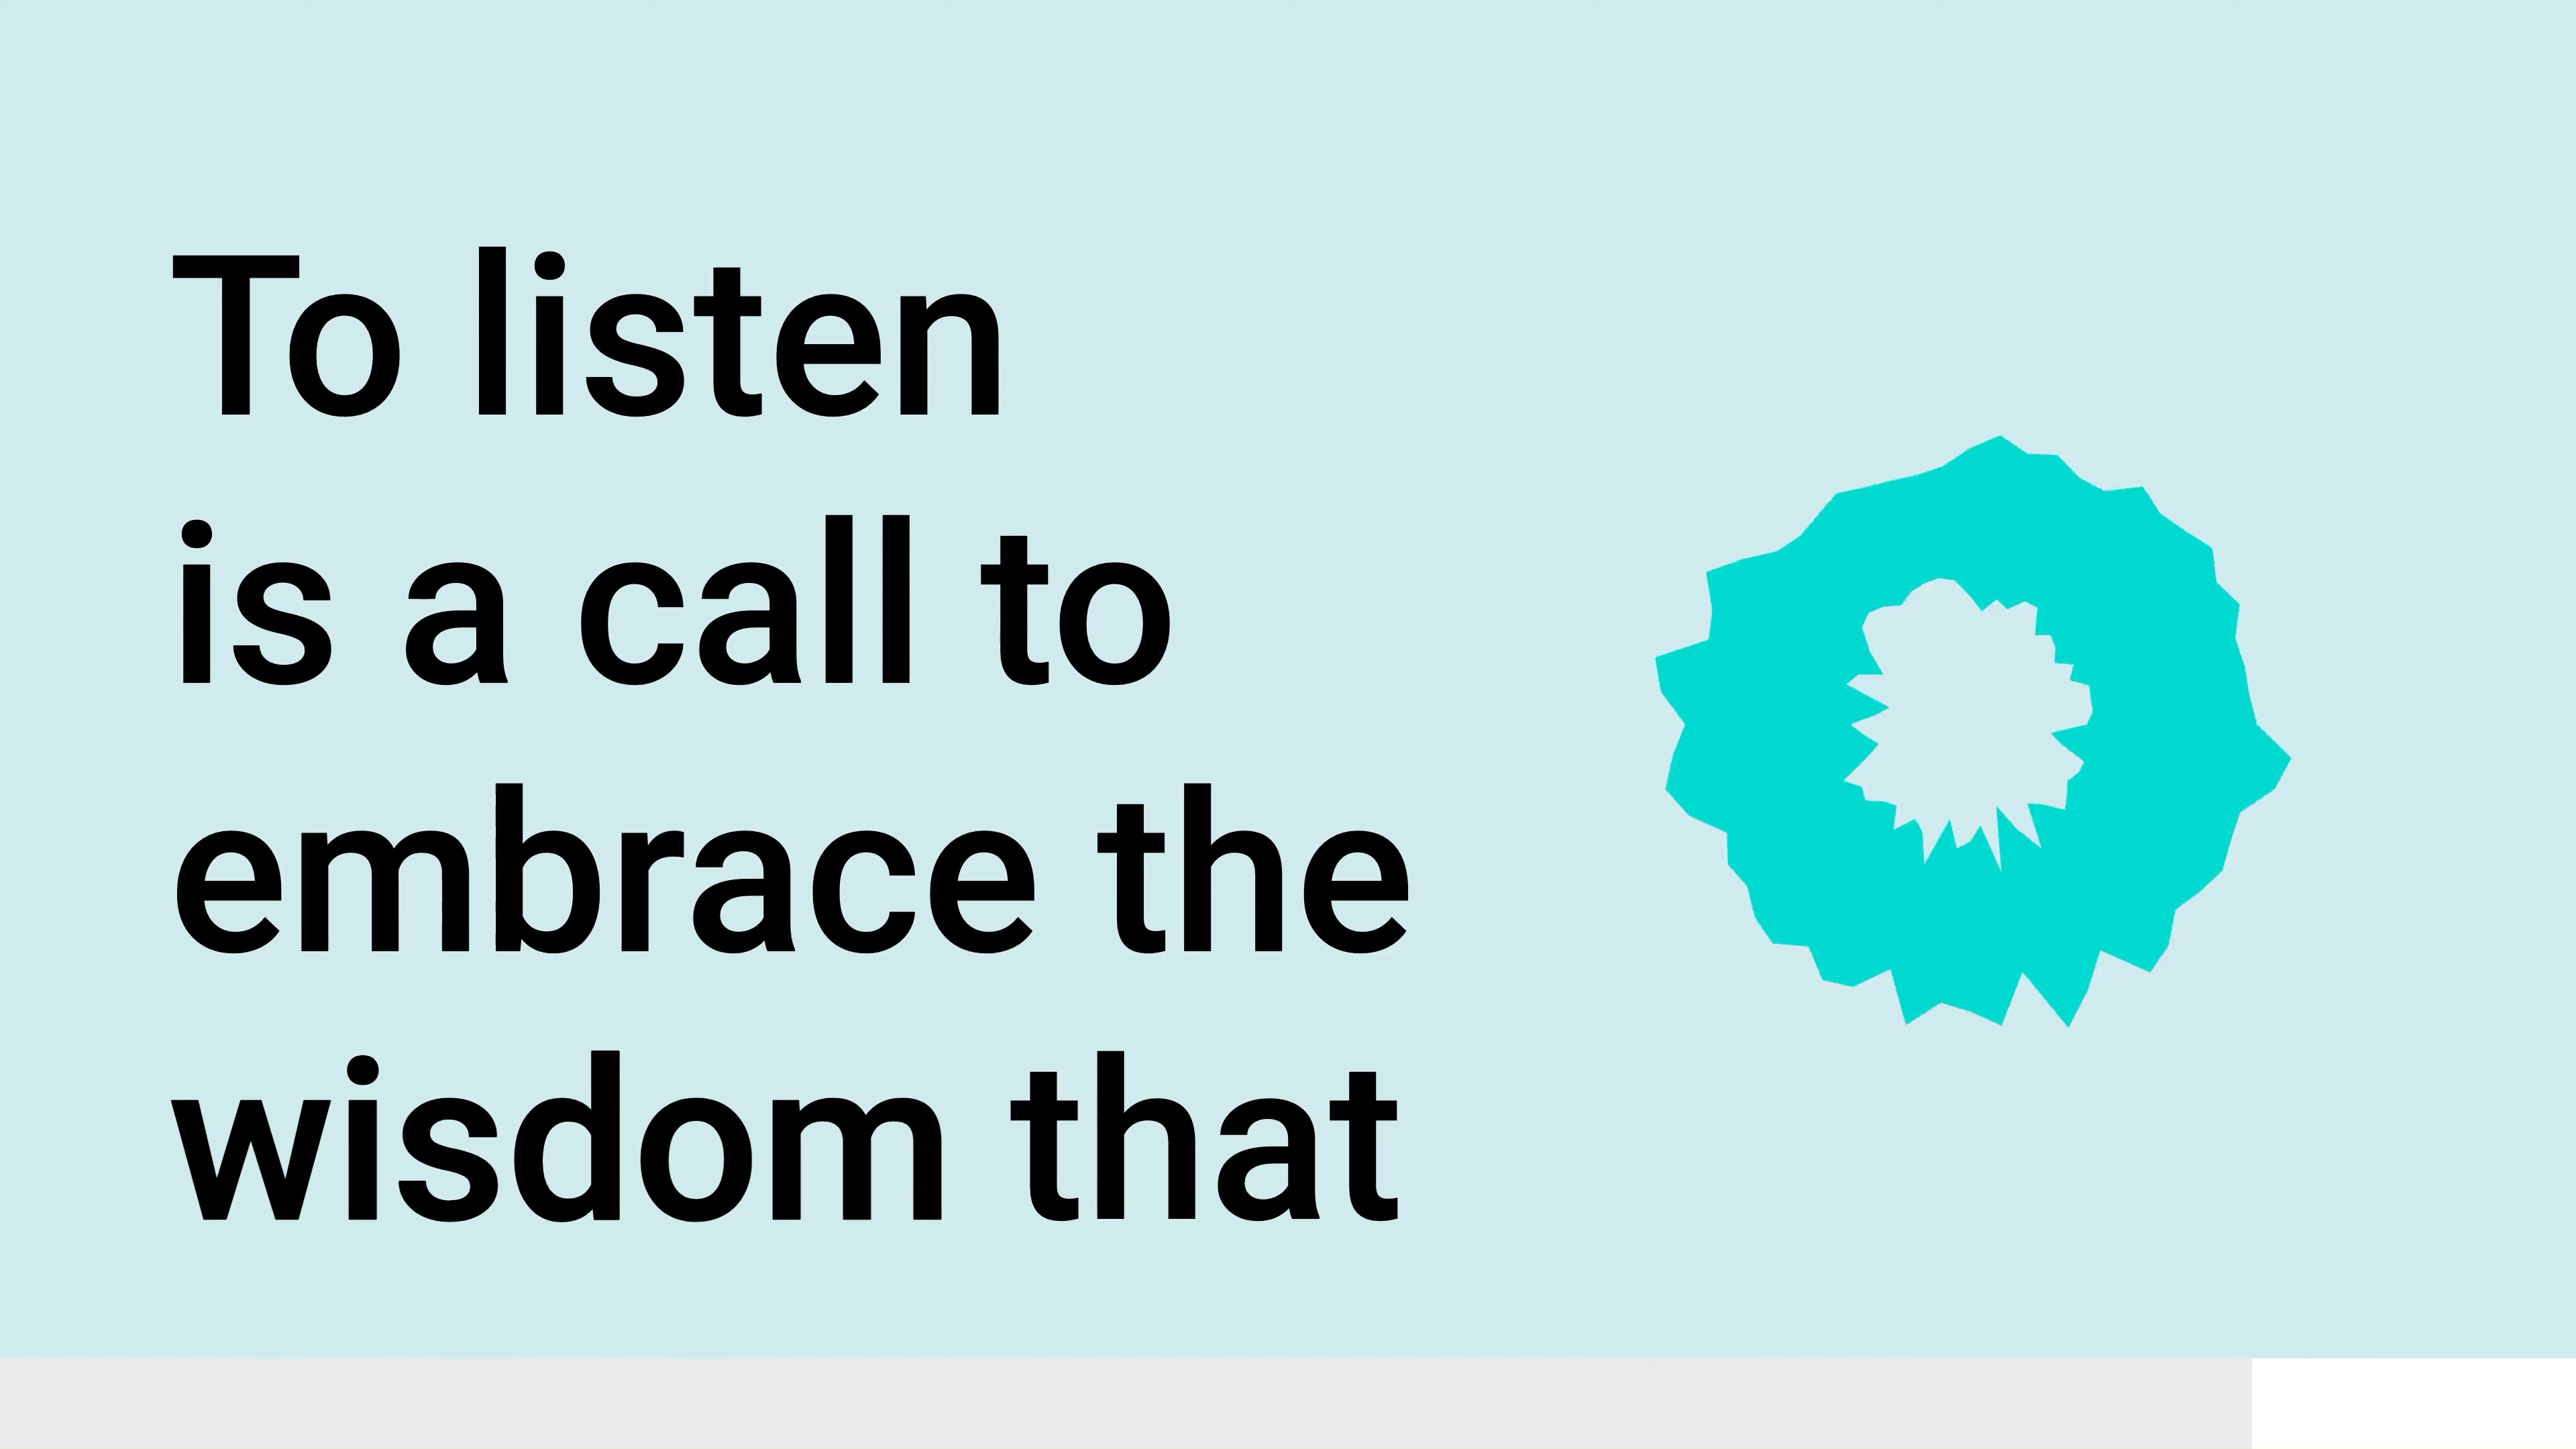 To listen
is a call to
embrace the
wisdom that